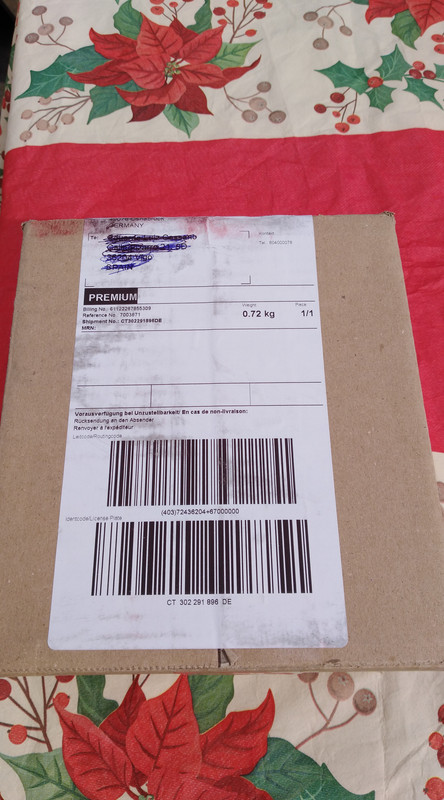 GERMANY
To:
SPAIN
Contact:
Tel.
PREMIUM
Billing No.:
Reference No.: 7003671
Shipment No.: CT302291896DE
MRN:
Weight
0.72 kg
Piece
1/1
Vorausverfügung bei Unzustellbarkeit/ En cas de non-livraison:
Rücksendung an den Absender
Renvoyer à l'expéditeur
Leitcode/Routingcode
(403)72436204+67000000
Identcode/License Plate
CT 302 291 896 DE